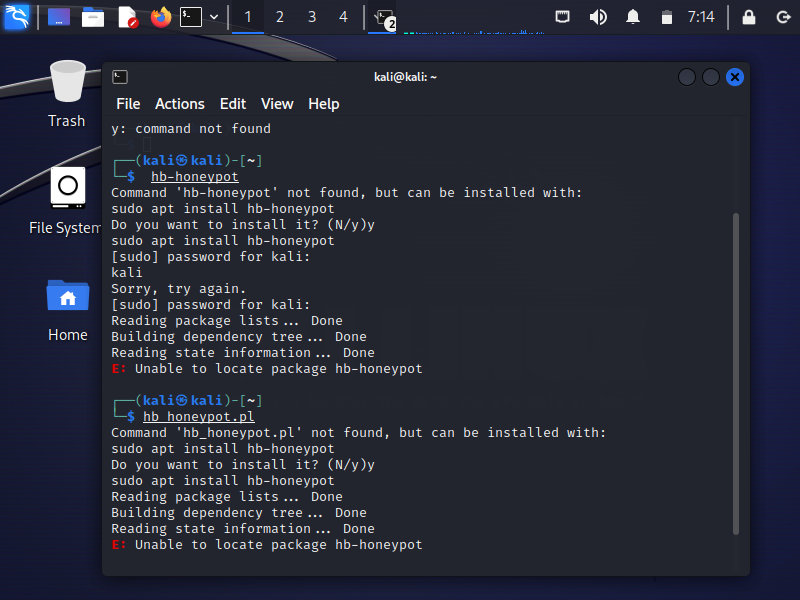 1 2 3 4 2 7:14
kali@kali: ~
File Actions Edit View Help
Trash
File System
Home
y: command not found
(kali㉿kali)-[~]
$ hb-honeypot
Command 'hb-honeypot' not found, but can be installed with:
sudo apt install hb-honeypot
Do you want to install it? (N/y)y
sudo apt install hb-honeypot
[sudo] password for kali:
kali
Sorry, try again.
[sudo] password for kali:
Reading package lists... Done
Building dependency tree... Done
Reading state information... Done
E: Unable to locate package hb-honeypot
(kali㉿kali)-[~]
$ hb_honeypot.pl
Command 'hb_honeypot.pl' not found, but can be installed with:
sudo apt install hb-honeypot
Do you want to install it? (N/y)y
sudo apt install hb-honeypot
Reading package lists... Done
Building dependency tree... Done
Reading state information... Done
E: Unable to locate package hb-honeypot